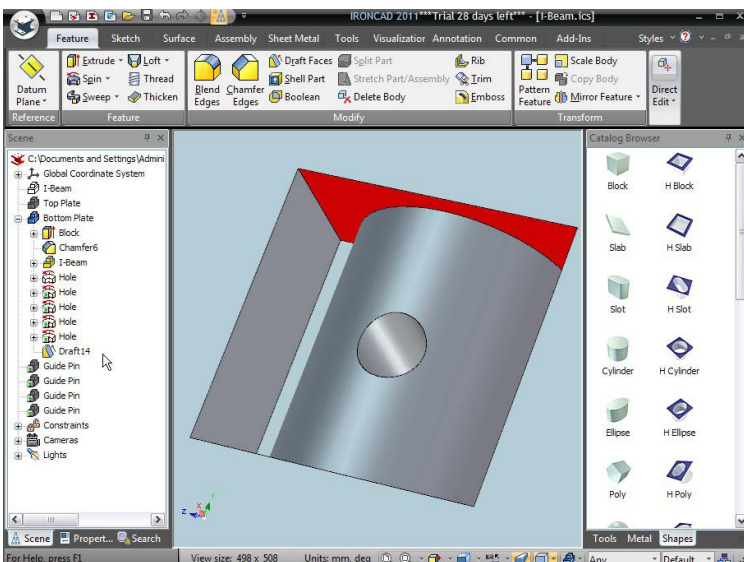 IRONCAD 2011***Trial 28 days left*** - [I-Beam.ics]
Feature Sketch Surface Assembly Sheet Metal Tools Visualization Annotation Common Add-Ins Styles
Datum Plane
Reference
Extrude Loft
Spin Thread
Sweep Thicken
Feature
Blend Edges
Chamfer Edges
Draft Faces Split Part Rib
Shell Part Stretch Part/Assembly Trim
Boolean Delete Body Emboss
Modify
Pattern Feature
Scale Body
Copy Body
Mirror Feature
Transform
Direct Edit
Scene
C:\Documents and Settings\Admini
Global Coordinate System
I-Beam
Top Plate
Bottom Plate
Block
Chamfer6
I-Beam
Hole
Hole
Hole
Hole
Hole
Draft14
Guide Pin
Guide Pin
Guide Pin
Guide Pin
Constraints
Cameras
Lights
Scene Propert... Search
Z X Y
Catalog Browser
Block H Block
Slab H Slab
Slot H Slot
Cylinder H Cylinder
Ellipse H Ellipse
Poly H Poly
Tools Metal Shapes
For Help, press F1 View size: 498 x 508 Units: mm, deg Any Default